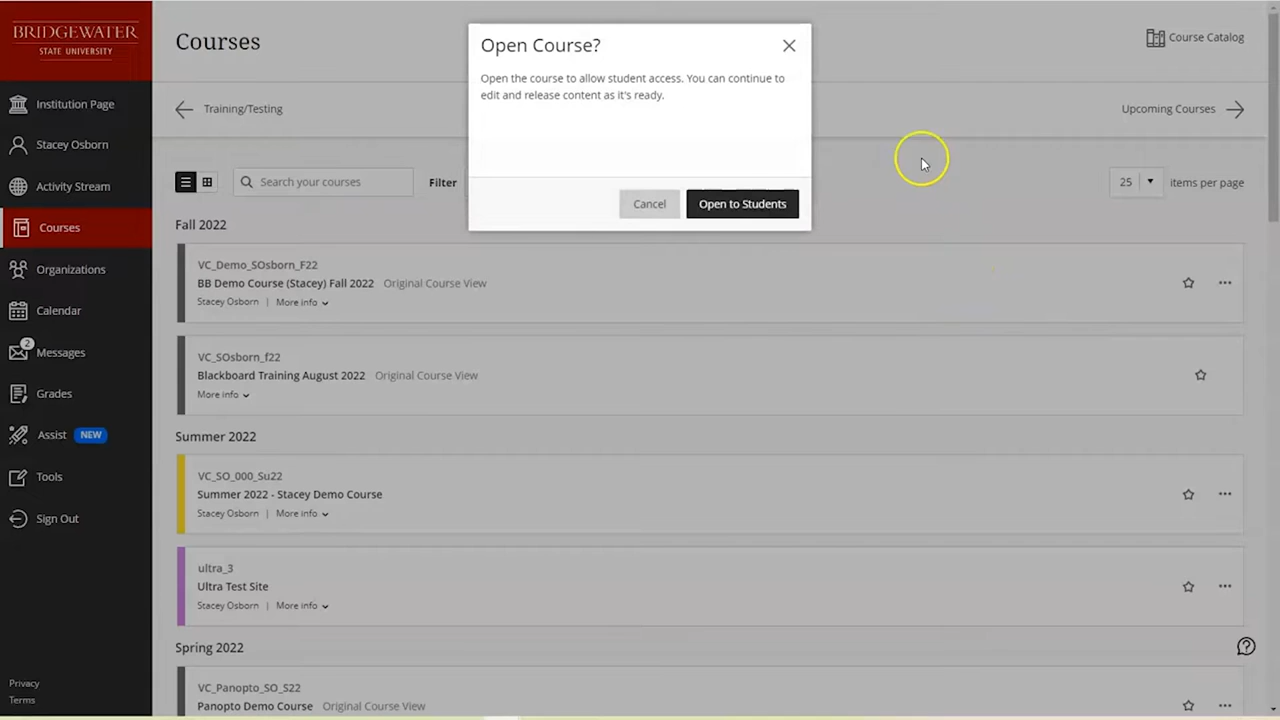 BRIDGEWATER
STATE UNIVERSITY
Institution Page
Stacey Osborn
Activity Stream
Courses
Organizations
Calendar
2
Messages
Grades
Assist NEW
Tools
Sign Out
Privacy
Terms
Courses
Course Catalog
Training/Testing
Upcoming Courses
Open Course?
Open the course to allow student access. You can continue to
edit and release content as it's ready.
Cancel Open to Students
Search your courses Filter 25 items per page
Fall 2022
VC_Demo_SOsborn_F22
BB Demo Course (Stacey) Fall 2022 Original Course View
Stacey Osborn | More info
VC_SOsborn_f22
Blackboard Training August 2022 Original Course View
More info
Summer 2022
VC_SO_000_Su22
Summer 2022 - Stacey Demo Course
Stacey Osborn | More info
ultra_3
Ultra Test Site
Stacey Osborn | More info
Spring 2022
VC_Panopto_SO_S22
Panopto Demo Course Original Course View